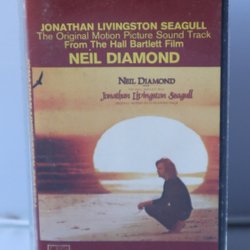 JONATHAN LIVINGSTON SEAGULL
The Original Motion Picture Sound Track
From The Hall Bartlett Film
NEIL DIAMOND
NEIL DIAMOND
Jonathan Livingston Seagull